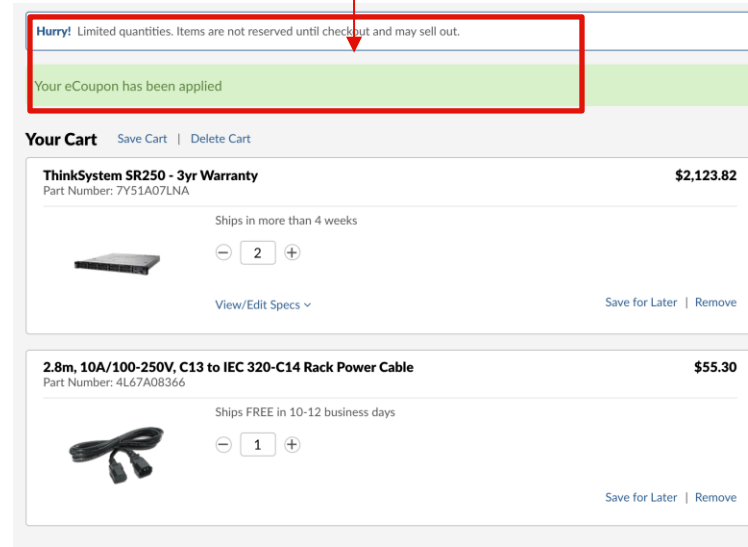 Hurry! Limited quantities. Items are not reserved until checkout and may sell out.
Your eCoupon has been applied
Your Cart Save Cart | Delete Cart
ThinkSystem SR250 - 3yr Warranty $2,123.82
Part Number: 7Y51A07LNA
Ships in more than 4 weeks
2
View/Edit Specs
Save for Later | Remove
2.8m, 10A/100-250V, C13 to IEC 320-C14 Rack Power Cable $55.30
Part Number: 4L67A08366
Ships FREE in 10-12 business days
1
Save for Later | Remove